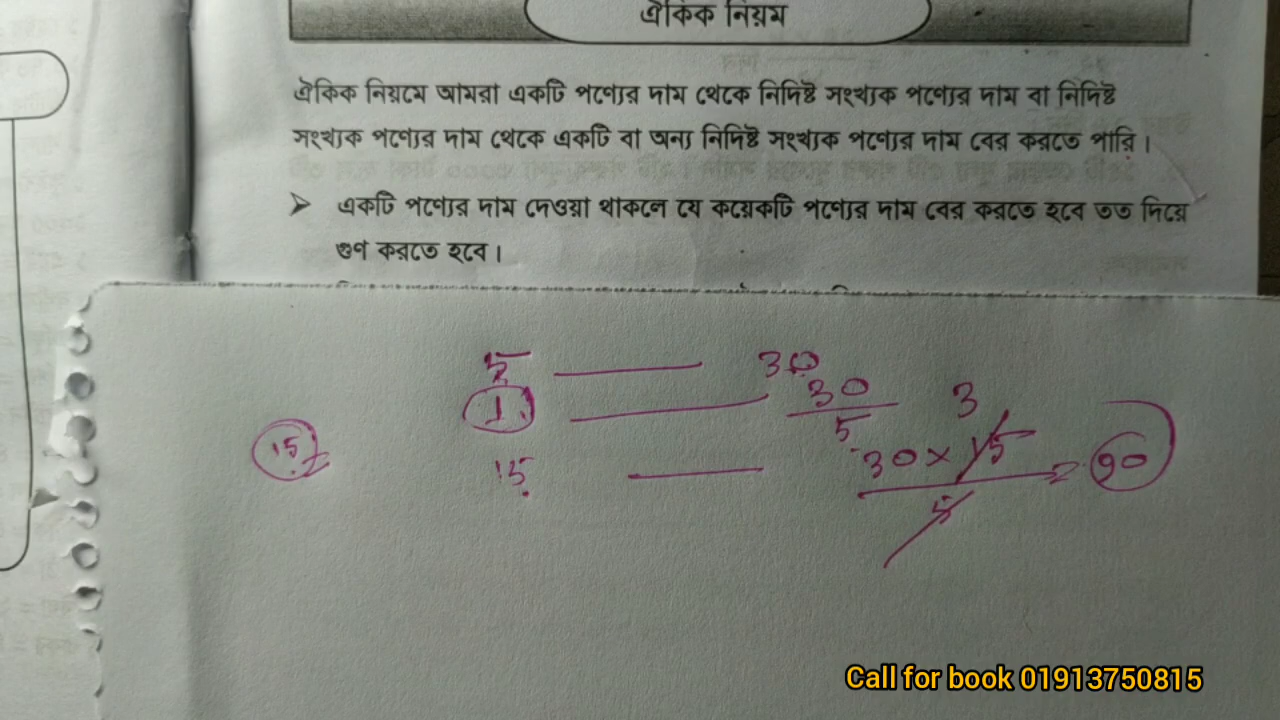 ঐকিক নিয়ম
ঐকিক নিয়মে আমরা একটি পণ্যের দাম থেকে নির্দিষ্ট সংখ্যক পণ্যের দাম বা নির্দিষ্ট
সংখ্যক পণ্যের দাম থেকে একটি বা অন্য নির্দিষ্ট সংখ্যক পণ্যের দাম বের করতে পারি।
➤ একটি পণ্যের দাম দেওয়া থাকলে যে কয়েকটি পণ্যের দাম বের করতে হবে তত দিয়ে
গুণ করতে হবে।
5 —— 30
1 —— 30
5
3
15
15 —— 30 × 15 = 90
5
Call for book 01913750815